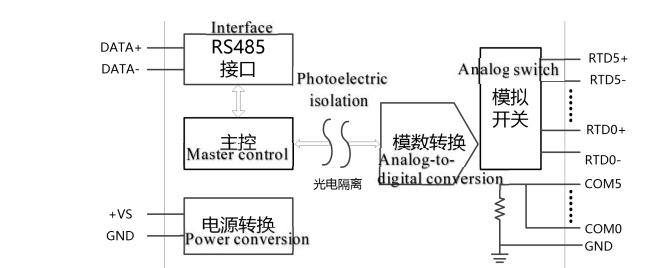 Interface
RS485
接口
DATA+
DATA-
Photoelectric
isolation
光电隔离
主控
Master control
模数转换
Analog-to-
digital conversion
Analog switch
模拟
开关
RTD5+
RTD5-
RTD0+
RTD0-
COM5
COM0
GND
+VS
GND
电源转换
Power conversion